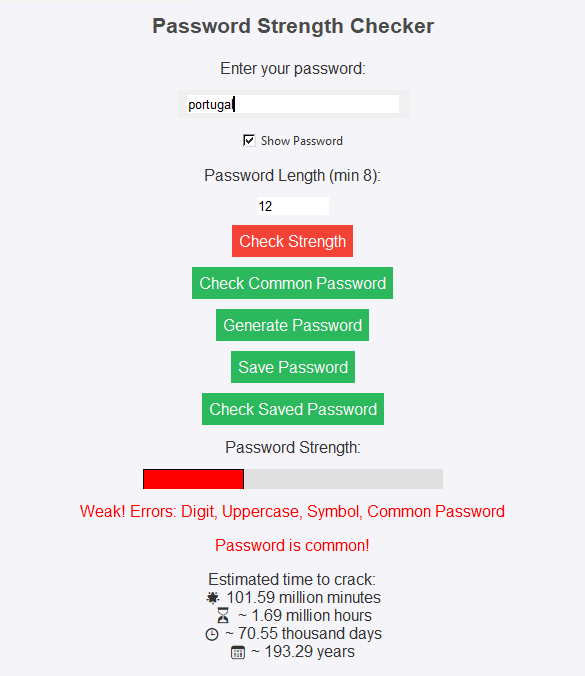 Password Strength Checker
Enter your password:
portugal
Show Password
Password Length (min 8):
12
Check Strength
Check Common Password
Generate Password
Save Password
Check Saved Password
Password Strength:
Weak! Errors: Digit, Uppercase, Symbol, Common Password
Password is common!
Estimated time to crack:
101.59 million minutes
~ 1.69 million hours
~ 70.55 thousand days
~ 193.29 years